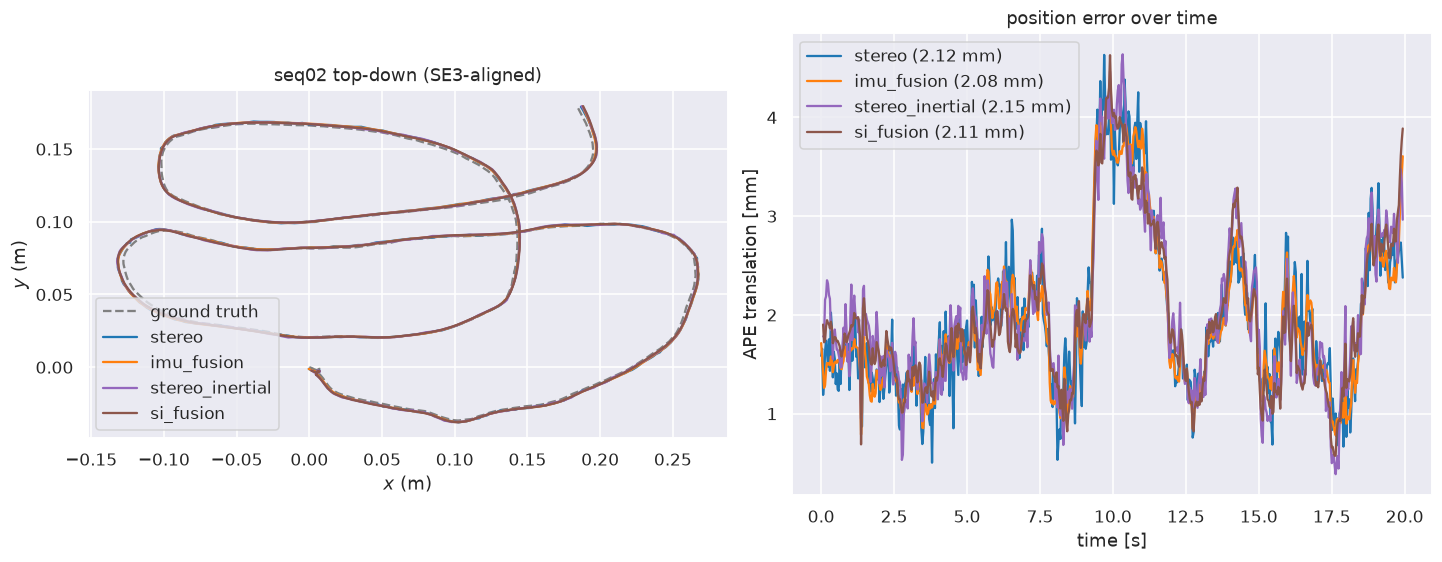 seq02 top-down (SE3-aligned)
y (m)
0.15
0.10
0.05
0.00
ground truth
stereo
imu_fusion
stereo_inertial
si_fusion
−0.15 −0.10 −0.05 0.00 0.05 0.10 0.15 0.20 0.25
x (m)
position error over time
APE translation [mm]
4
3
2
1
stereo (2.12 mm)
imu_fusion (2.08 mm)
stereo_inertial (2.15 mm)
si_fusion (2.11 mm)
0.0 2.5 5.0 7.5 10.0 12.5 15.0 17.5 20.0
time [s]